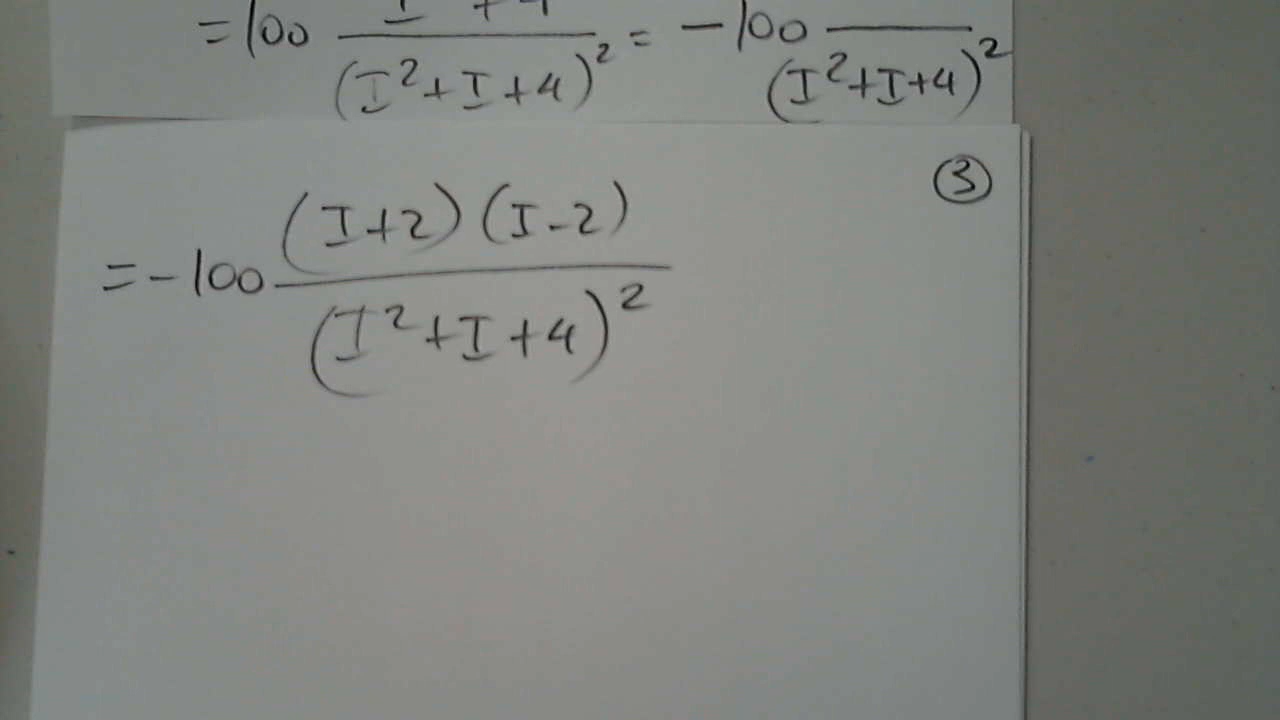 = 100 ──── / (I²+I+4)² = -100 ──── / (I²+I+4)²
③
= -100 (I+2)(I-2) / (I²+I+4)²